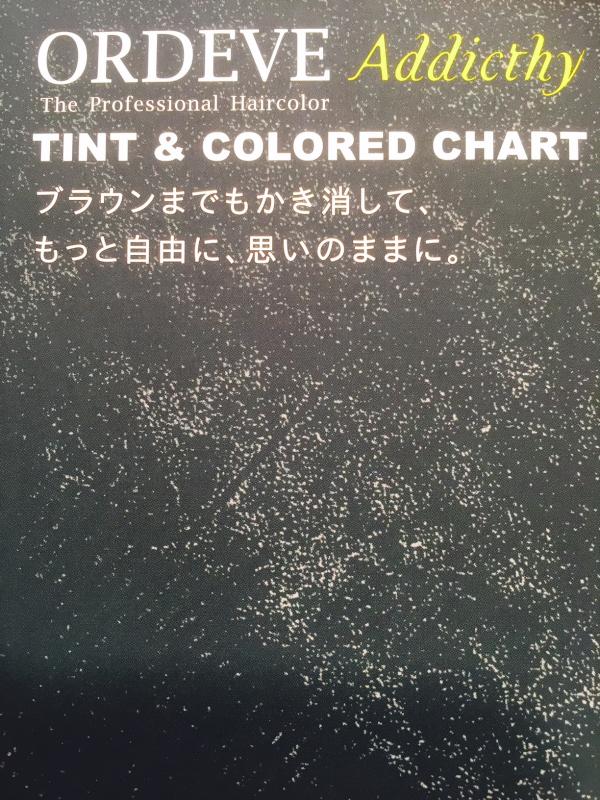 ORDEVE Addicthy
The Professional Haircolor
TINT & COLORED CHART
ブラウンまでもかき消して、
もっと自由に、思いのままに。